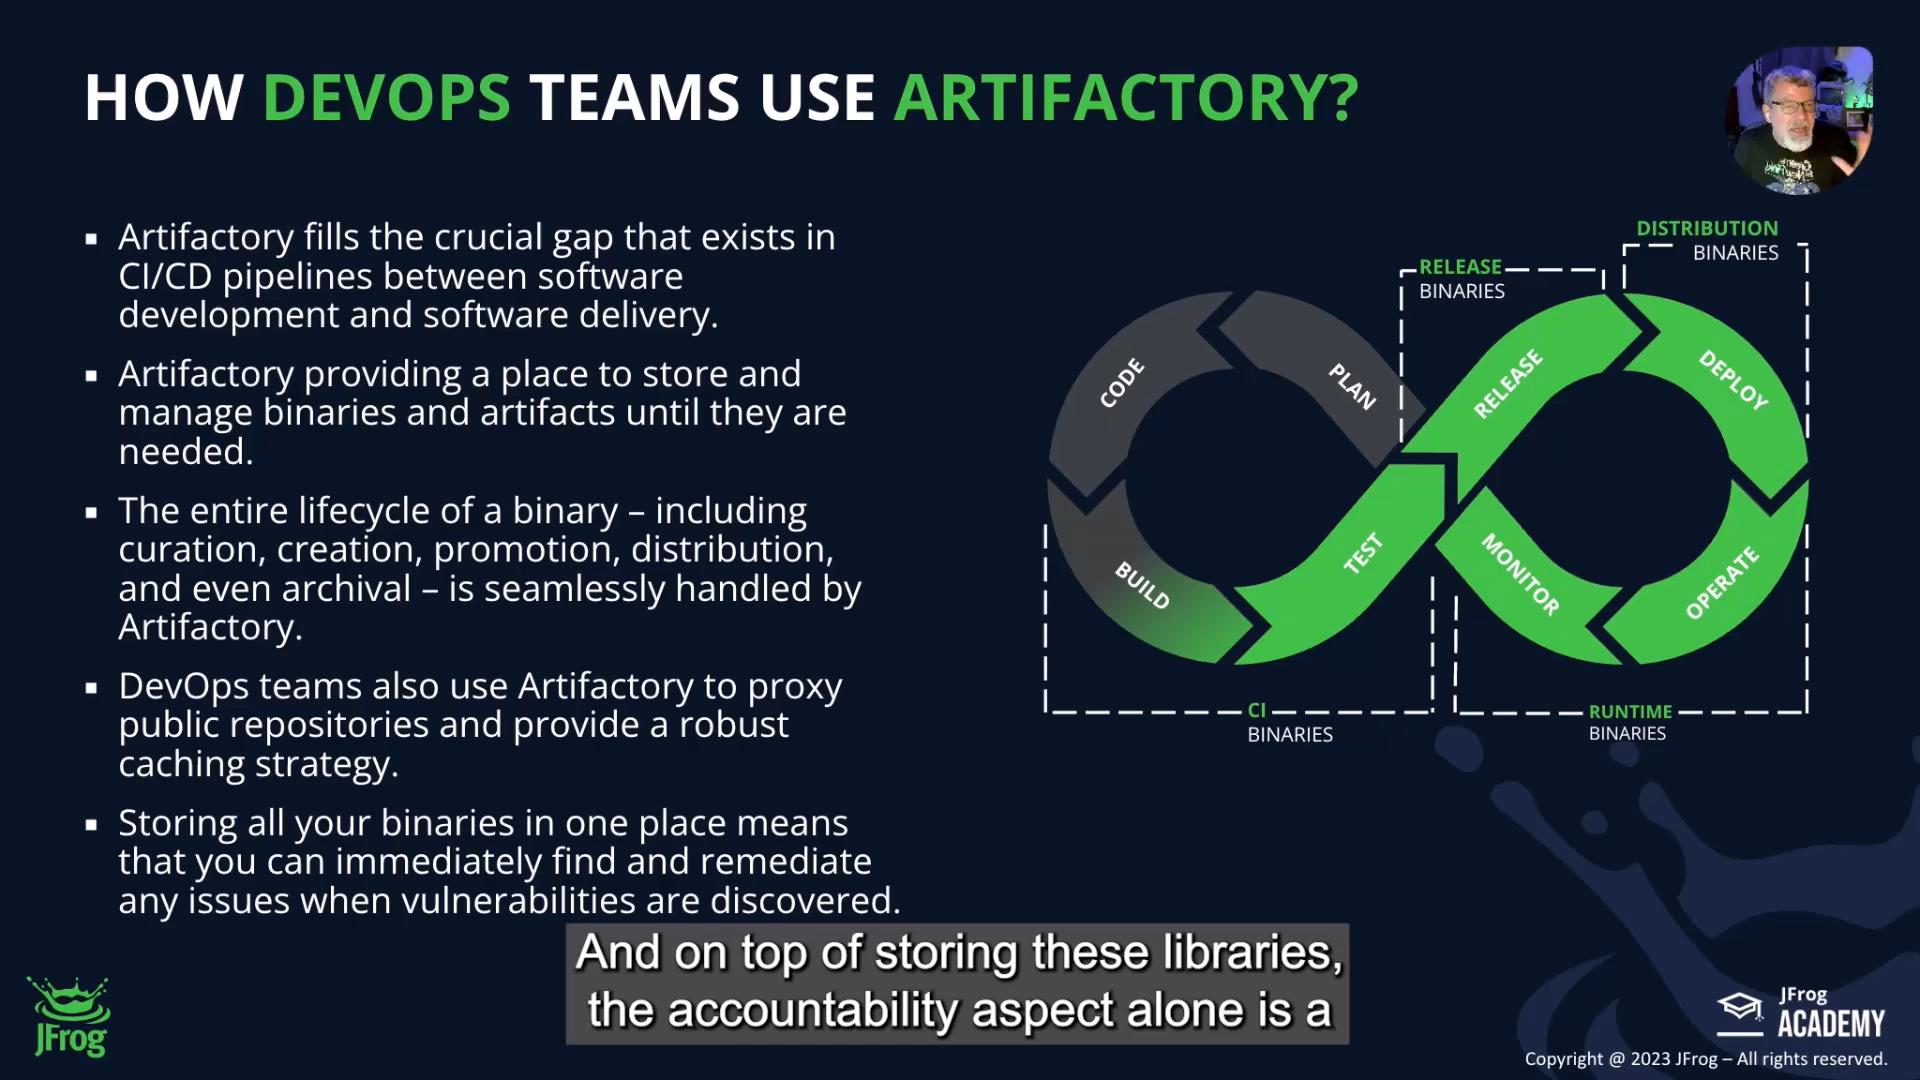 HOW DEVOPS TEAMS USE ARTIFACTORY?
▪ Artifactory fills the crucial gap that exists in
CI/CD pipelines between software
development and software delivery.
▪ Artifactory providing a place to store and
manage binaries and artifacts until they are
needed.
▪ The entire lifecycle of a binary – including
curation, creation, promotion, distribution,
and even archival – is seamlessly handled by
Artifactory.
▪ DevOps teams also use Artifactory to proxy
public repositories and provide a robust
caching strategy.
▪ Storing all your binaries in one place means
that you can immediately find and remediate
any issues when vulnerabilities are discovered.
DISTRIBUTION
BINARIES
RELEASE
BINARIES
CODE
PLAN
RELEASE
DEPLOY
BUILD
TEST
MONITOR
OPERATE
CI
BINARIES
RUNTIME
BINARIES
And on top of storing these libraries,
the accountability aspect alone is a
JFrog
JFrog
ACADEMY
Copyright @ 2023 JFrog – All rights reserved.